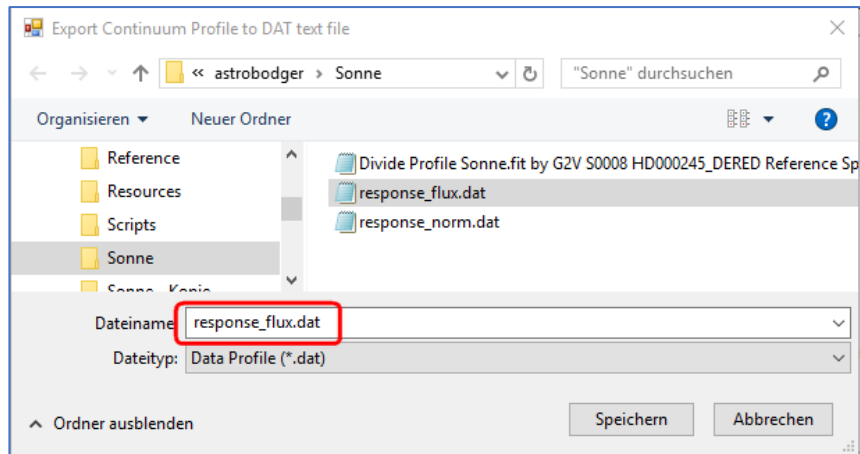 Export Continuum Profile to DAT text file
« astrobodger › Sonne
"Sonne" durchsuchen
Organisieren
Neuer Ordner
?
Reference
Resources
Scripts
Sonne
Sonne - Kopie
Divide Profile Sonne.fit by G2V S0008 HD000245_DERED Reference Sp
response_flux.dat
response_norm.dat
Dateiname
response_flux.dat
Dateityp:
Data Profile (*.dat)
Ordner ausblenden
Speichern
Abbrechen